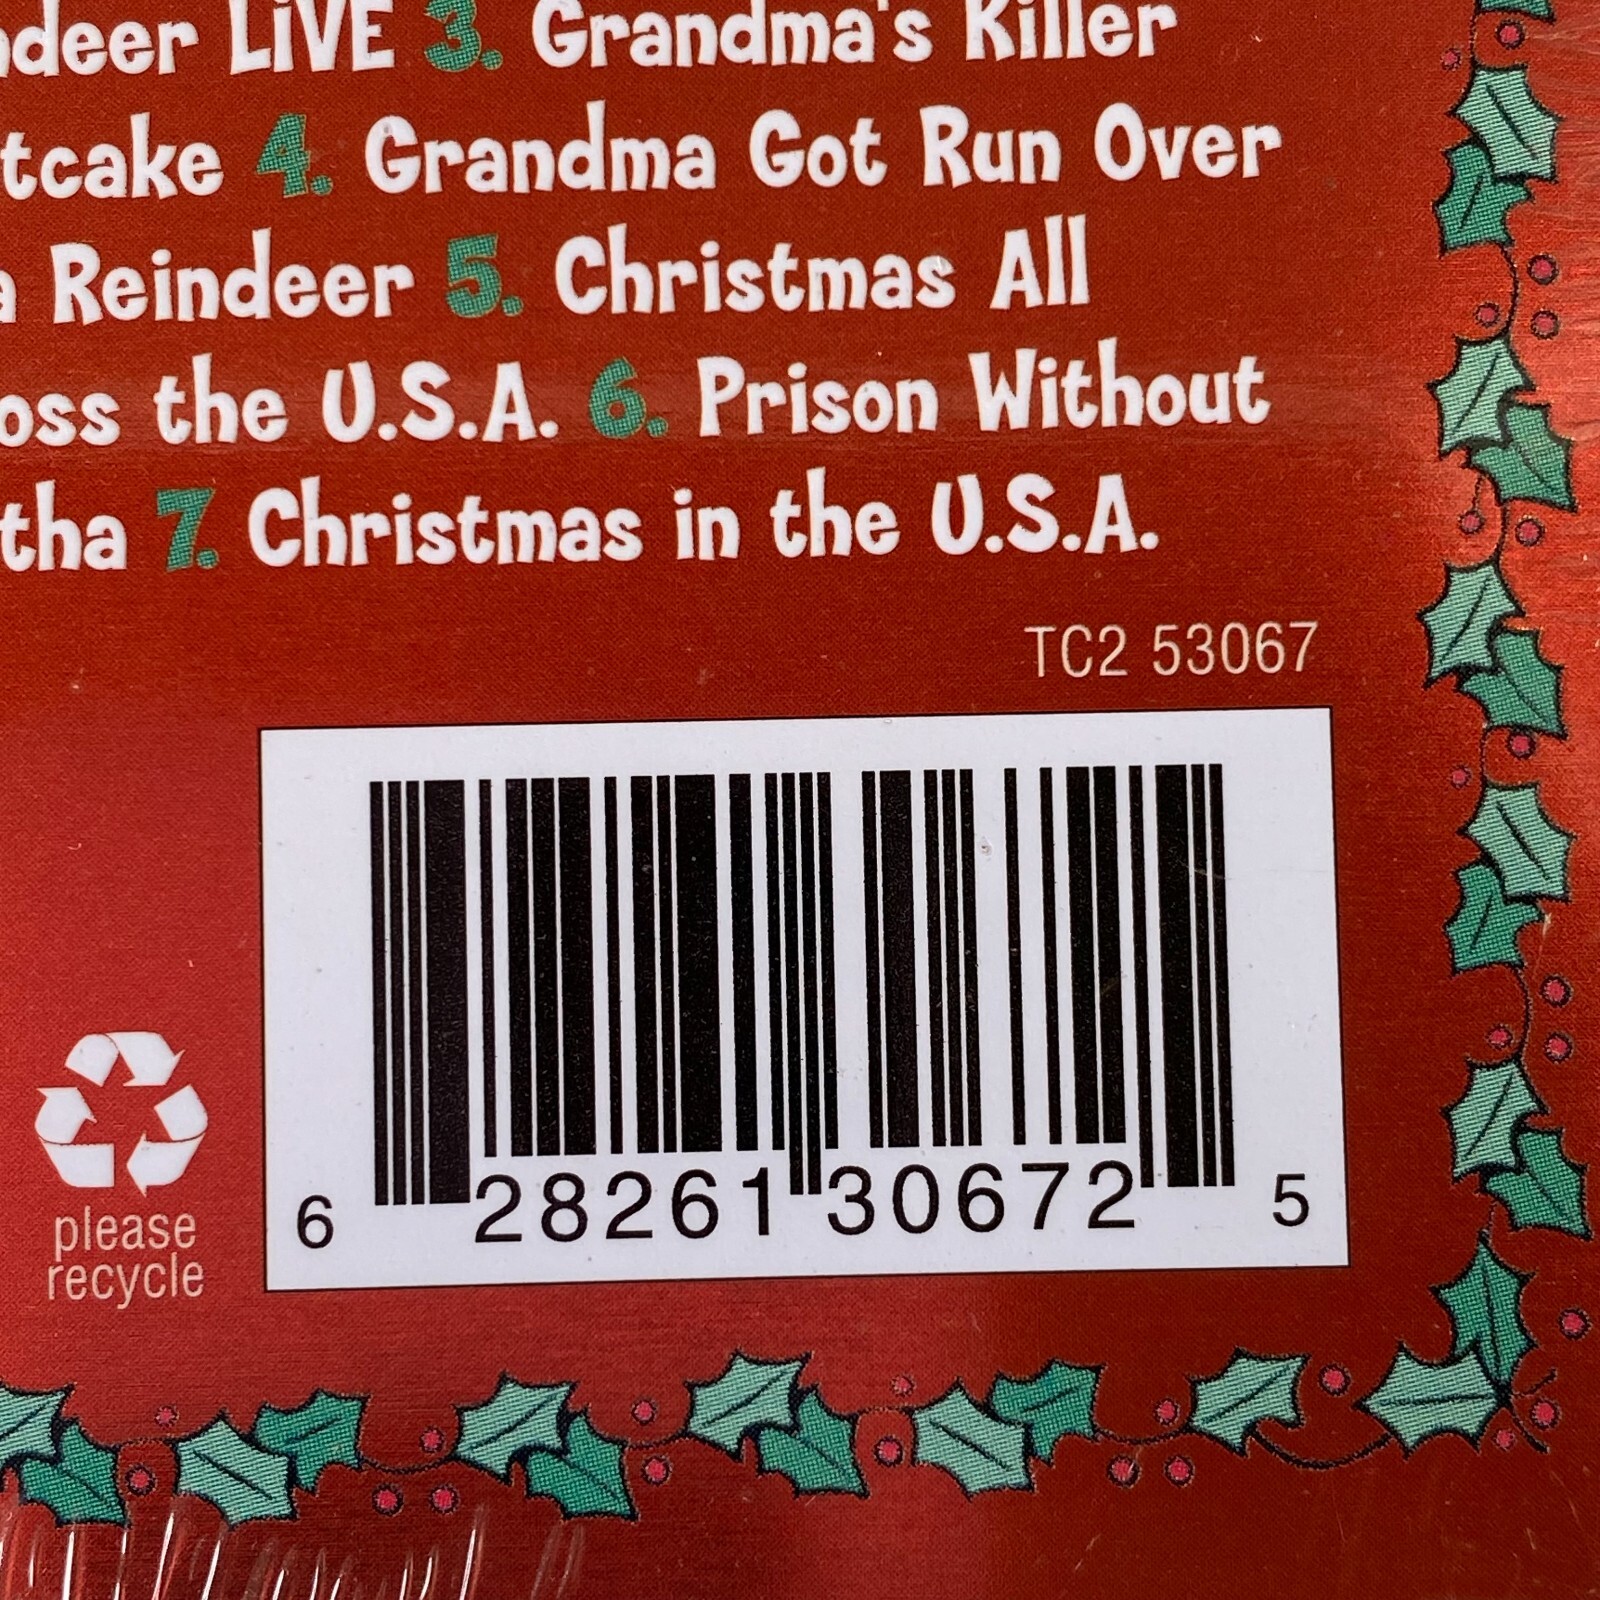 deer LiVE 3. Grandma's Killer
tcake 4. Grandma Got Run Over
a Reindeer 5. Christmas All
oss the U.S.A. 6. Prison Without
tha 7. Christmas in the U.S.A.
TC2 53067
please
recycle
6 28261 30672 5